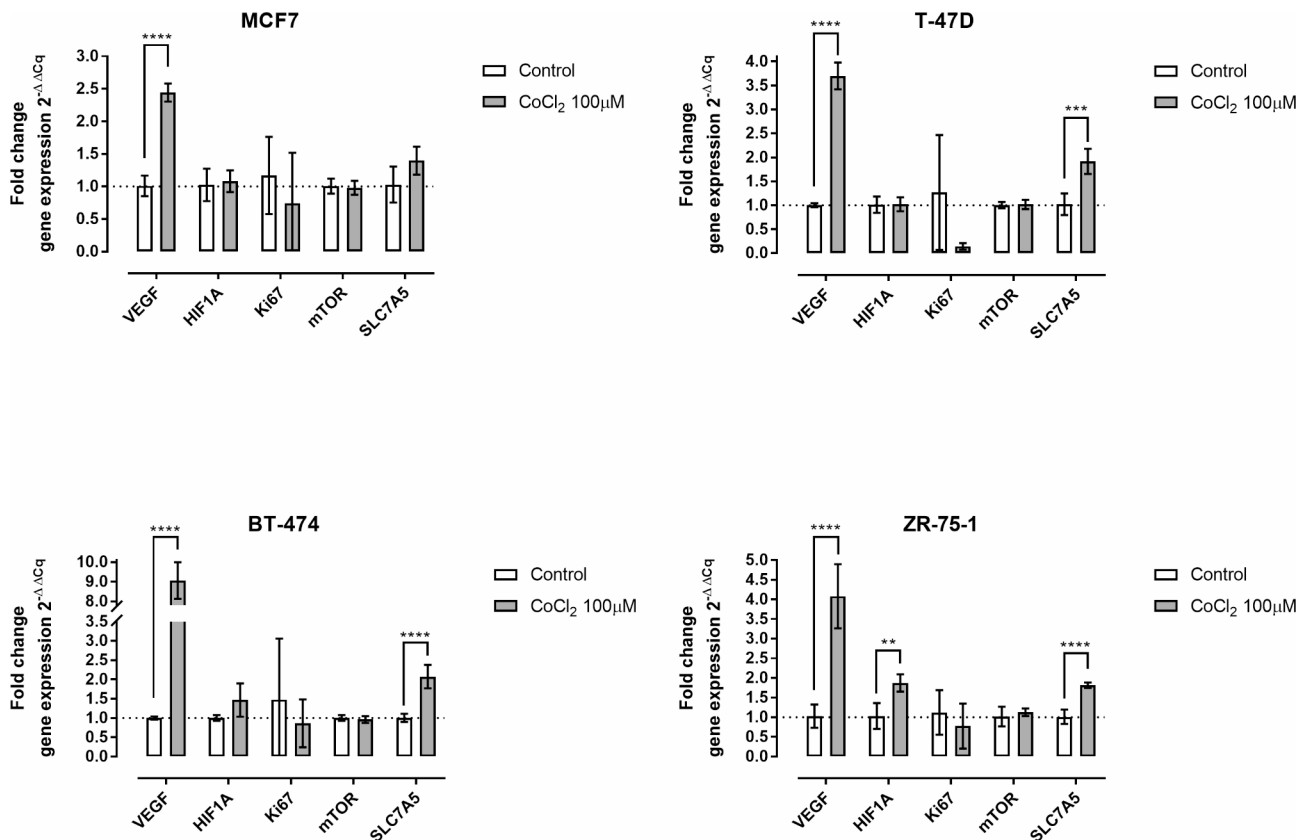 MCF7
****
3.0
2.5
2.0
1.5
1.0
0.5
0.0
Fold change
gene expression 2^-ΔΔCq
Control
CoCl₂ 100μM
VEGF
HIF1A
Ki67
mTOR
SLC7A5
T-47D
****
***
4.0
3.5
3.0
2.5
2.0
1.5
1.0
0.5
0.0
Fold change
gene expression 2^-ΔΔCq
Control
CoCl₂ 100μM
VEGF
HIF1A
Ki67
mTOR
SLC7A5
BT-474
****
****
10.0
9.0
8.0
3.5
3.0
2.5
2.0
1.5
1.0
0.5
0.0
Fold change
gene expression 2^-ΔΔCq
Control
CoCl₂ 100μM
VEGF
HIF1A
Ki67
mTOR
SLC7A5
ZR-75-1
****
**
****
5.0
4.5
4.0
3.5
3.0
2.5
2.0
1.5
1.0
0.5
0.0
Fold change
gene expression 2^-ΔΔCq
Control
CoCl₂ 100μM
VEGF
HIF1A
Ki67
mTOR
SLC7A5